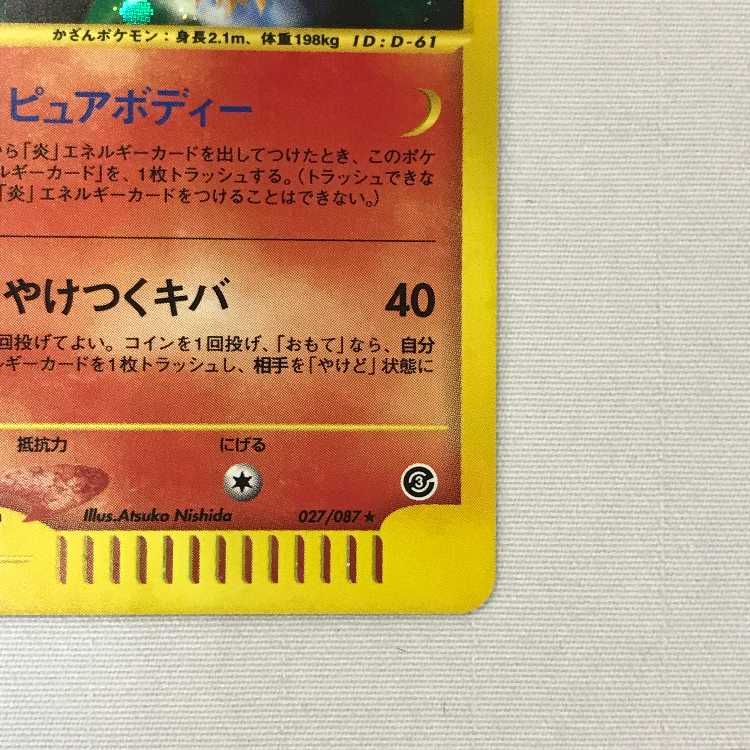 かざんポケモン：身長2.1m、体重198kg ID:D-61
ピュアボディー
から「炎」エネルギーカードを出してつけたとき、このポケ
ルギーカード」を、1枚トラッシュする。（トラッシュできな
「炎」エネルギーカードをつけることはできない。）
やけつくキバ 40
回投げてよい。コインを1回投げ、「おもて」なら、自分
ルギーカードを1枚トラッシュし、相手を「やけど」状態に
抵抗力 にげる
3
Illus.Atsuko Nishida 027/087★